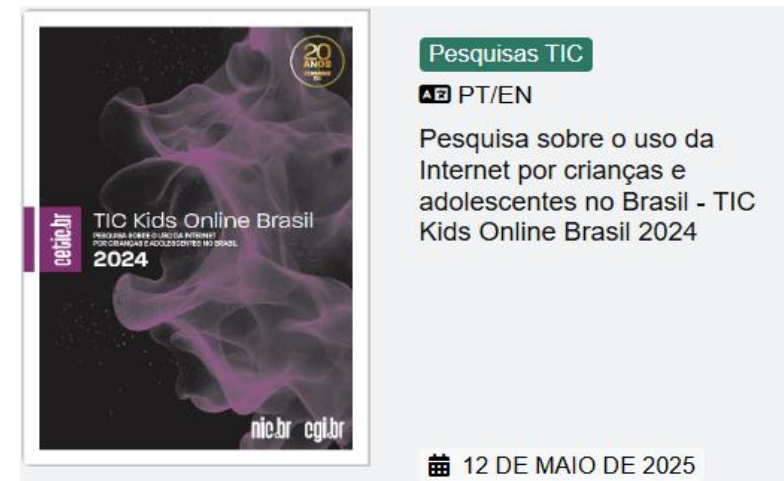 20
ANOS
cetic.br
TIC Kids Online Brasil
PESQUISA SOBRE O USO DA INTERNET
POR CRIANÇAS E ADOLESCENTES NO BRASIL
2024
nic.br cgi.br
Pesquisas TIC
PT/EN
Pesquisa sobre o uso da
Internet por crianças e
adolescentes no Brasil - TIC
Kids Online Brasil 2024
12 DE MAIO DE 2025